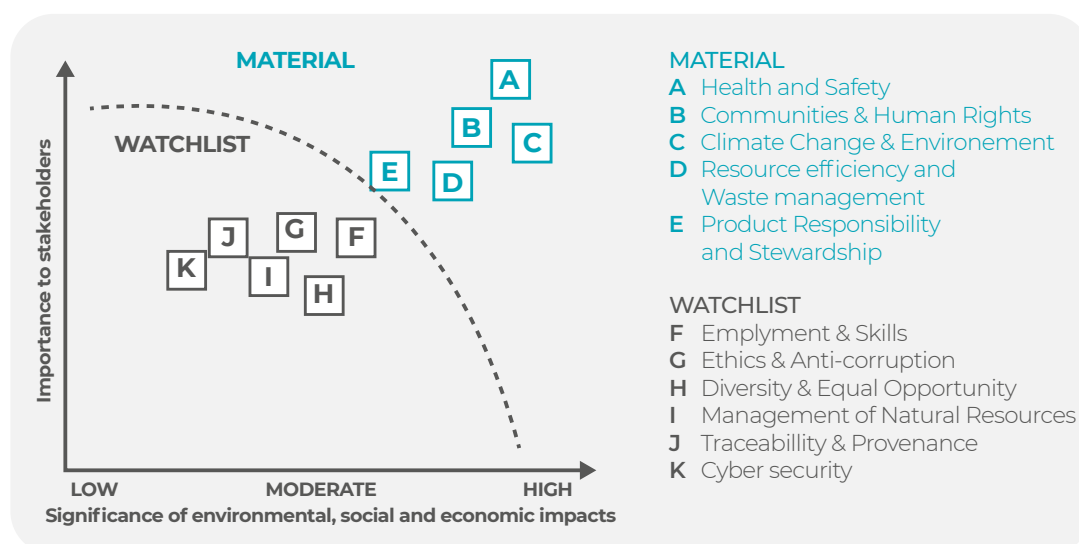 MATERIAL
WATCHLIST
A
B
C
D
E
F
G
H
I
J
K
Importance to stakeholders
LOW
MODERATE
HIGH
Significance of environmental, social and economic impacts
MATERIAL
A Health and Safety
B Communities & Human Rights
C Climate Change & Environement
D Resource efficiency and
Waste management
E Product Responsibility
and Stewardship
WATCHLIST
F Emplyment & Skills
G Ethics & Anti-corruption
H Diversity & Equal Opportunity
I Management of Natural Resources
J Traceabillity & Provenance
K Cyber security